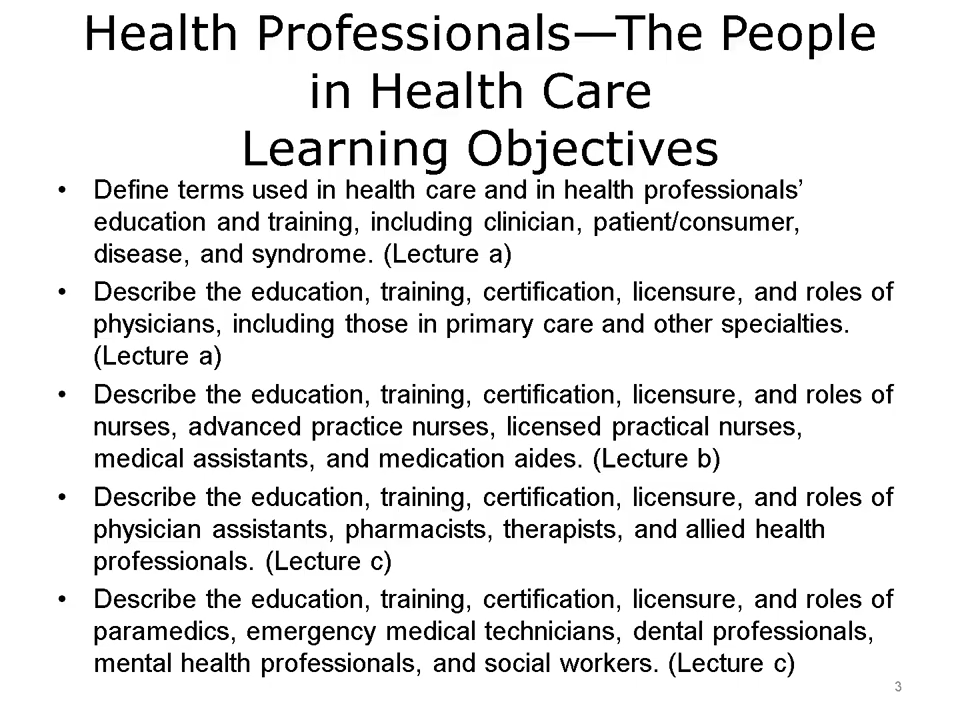 Health Professionals—The People
in Health Care
Learning Objectives
• Define terms used in health care and in health professionals’
education and training, including clinician, patient/consumer,
disease, and syndrome. (Lecture a)
• Describe the education, training, certification, licensure, and roles of
physicians, including those in primary care and other specialties.
(Lecture a)
• Describe the education, training, certification, licensure, and roles of
nurses, advanced practice nurses, licensed practical nurses,
medical assistants, and medication aides. (Lecture b)
• Describe the education, training, certification, licensure, and roles of
physician assistants, pharmacists, therapists, and allied health
professionals. (Lecture c)
• Describe the education, training, certification, licensure, and roles of
paramedics, emergency medical technicians, dental professionals,
mental health professionals, and social workers. (Lecture c)
3